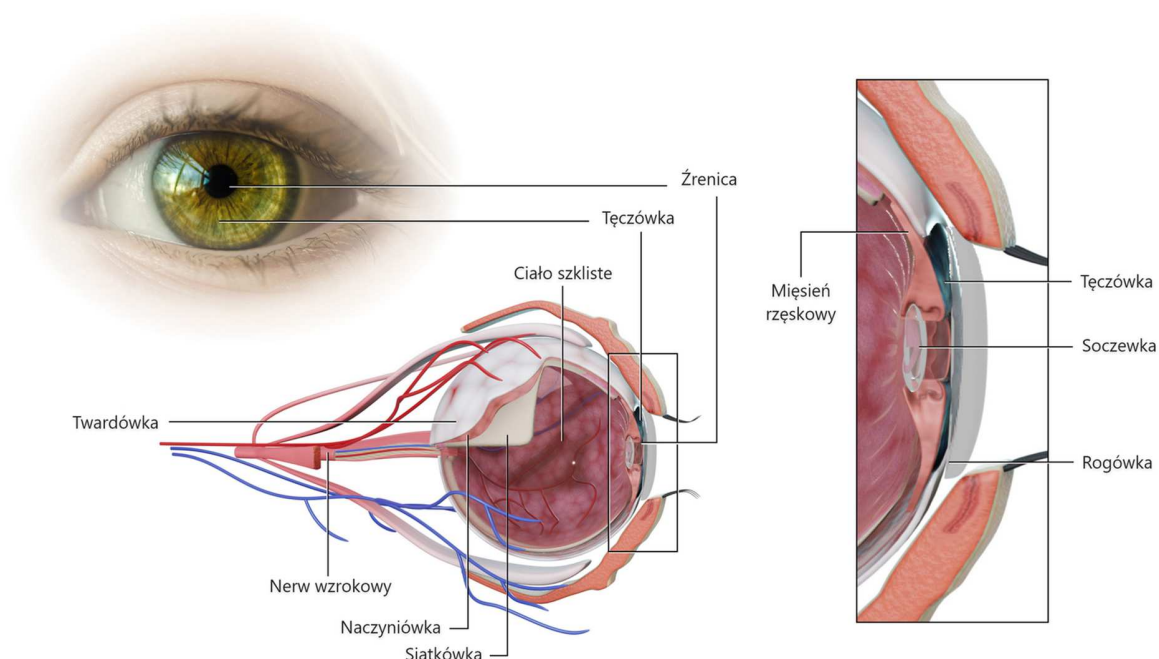 Źrenica
Tęczówka
Ciało szkliste
Twardówka
Nerw wzrokowy
Naczyniówka
Siatkówka
Mięsień
rzęskowy
Tęczówka
Soczewka
Rogówka